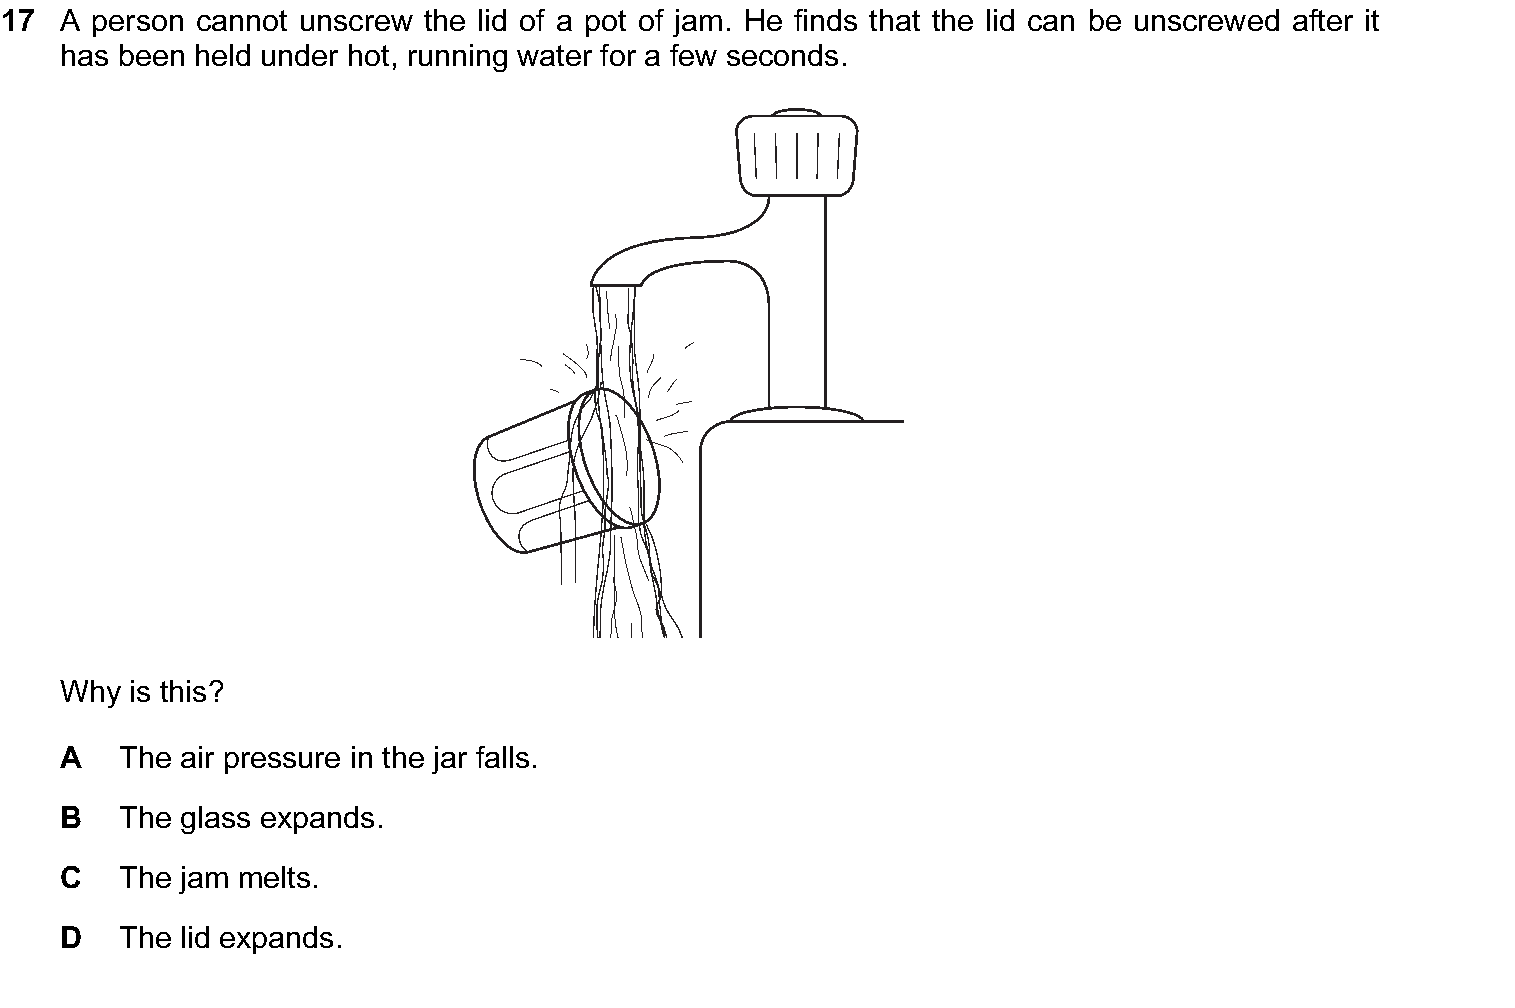 17 A person cannot unscrew the lid of a pot of jam. He finds that the lid can be unscrewed after it
has been held under hot, running water for a few seconds.
Why is this?
A The air pressure in the jar falls.
B The glass expands.
C The jam melts.
D The lid expands.